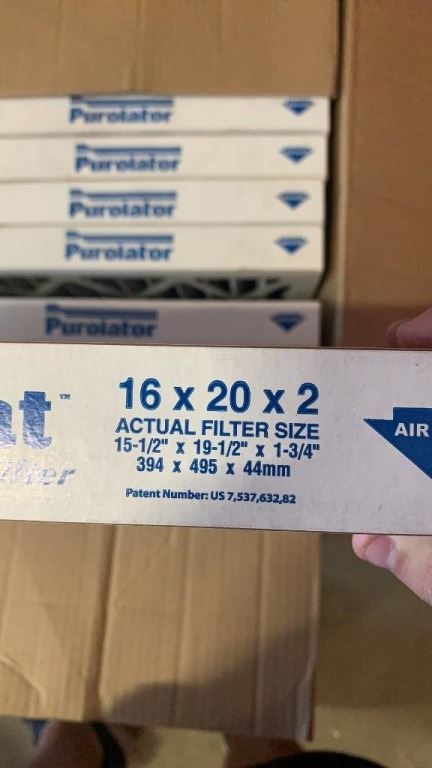 Purolator
Purolator
Purolator
Purolator
Purolator
at™
16 x 20 x 2
ACTUAL FILTER SIZE
15-1/2" x 19-1/2" x 1-3/4"
394 x 495 x 44mm
Patent Number: US 7,537,632,82
AIR